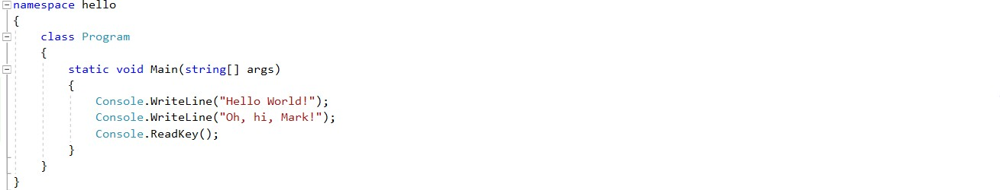 namespace hello
{
    class Program
    {
        static void Main(string[] args)
        {
            Console.WriteLine("Hello World!");
            Console.WriteLine("Oh, hi, Mark!");
            Console.ReadKey();
        }
    }
}